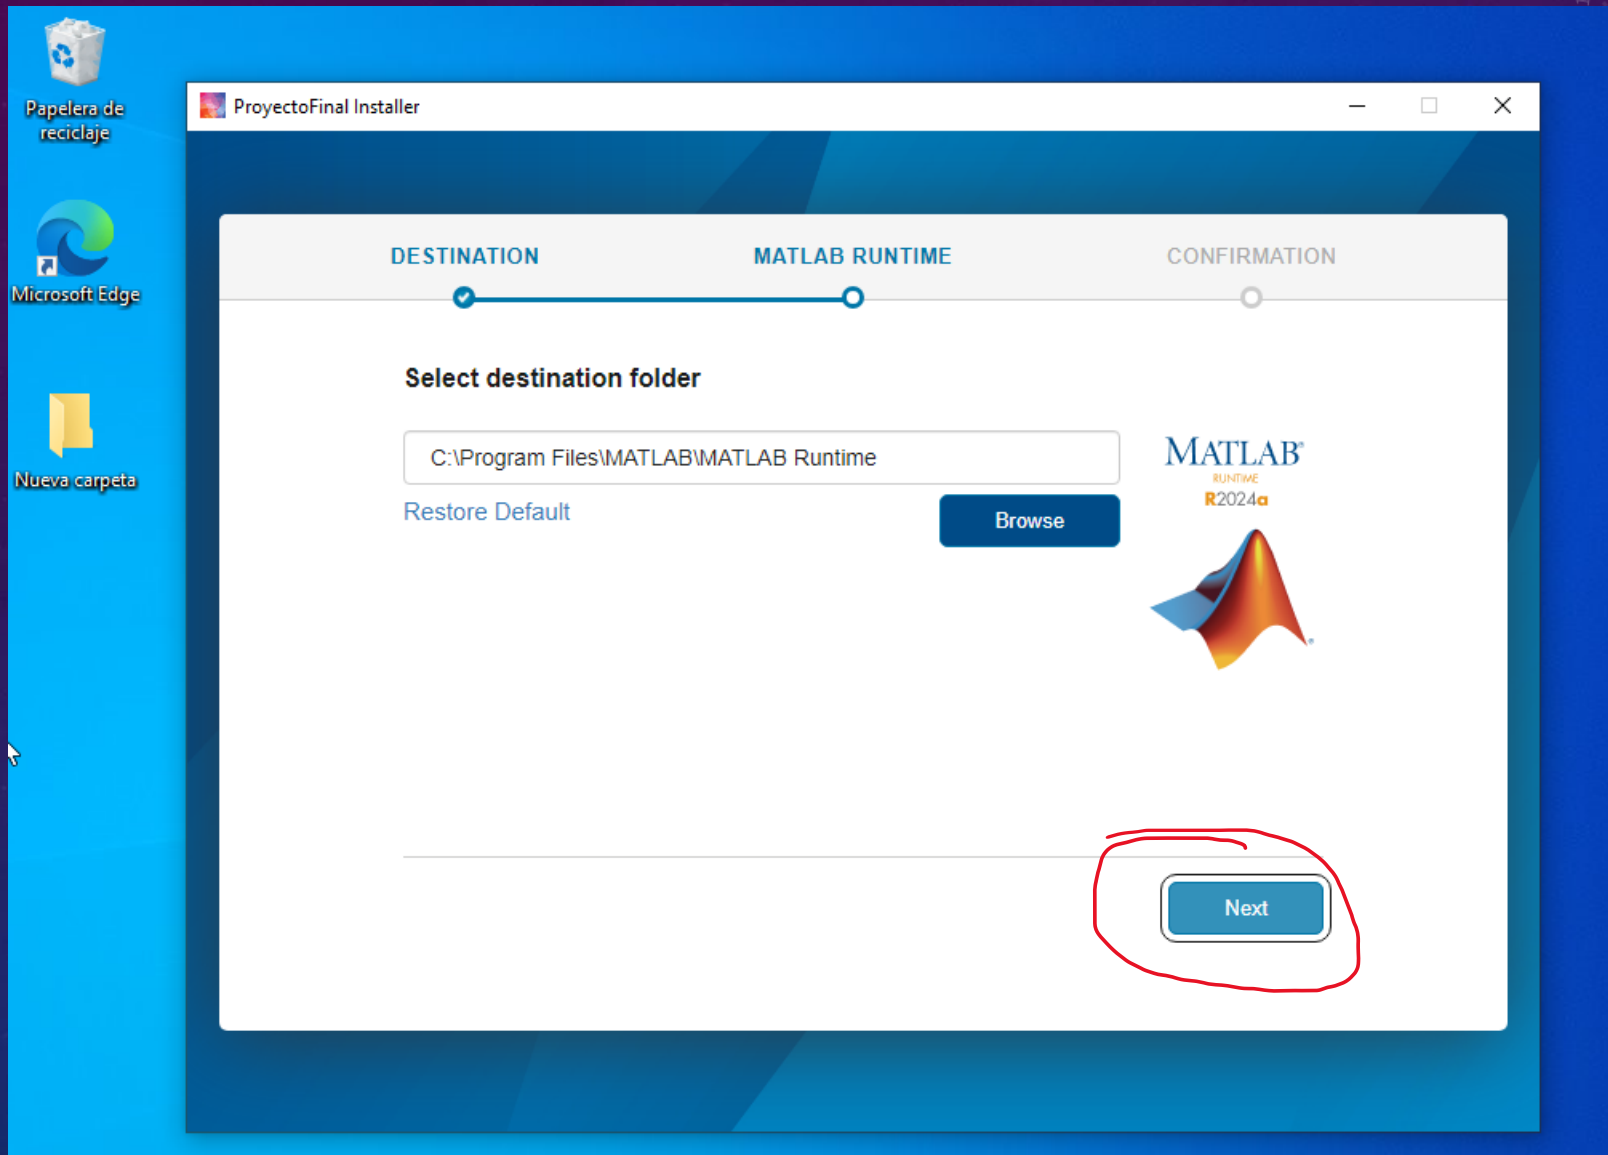 Papelera de
reciclaje
Microsoft Edge
Nueva carpeta
ProyectoFinal Installer
DESTINATION
MATLAB RUNTIME
CONFIRMATION
Select destination folder
C:\Program Files\MATLAB\MATLAB Runtime
Restore Default
Browse
MATLAB®
RUNTIME
R2024a
Next